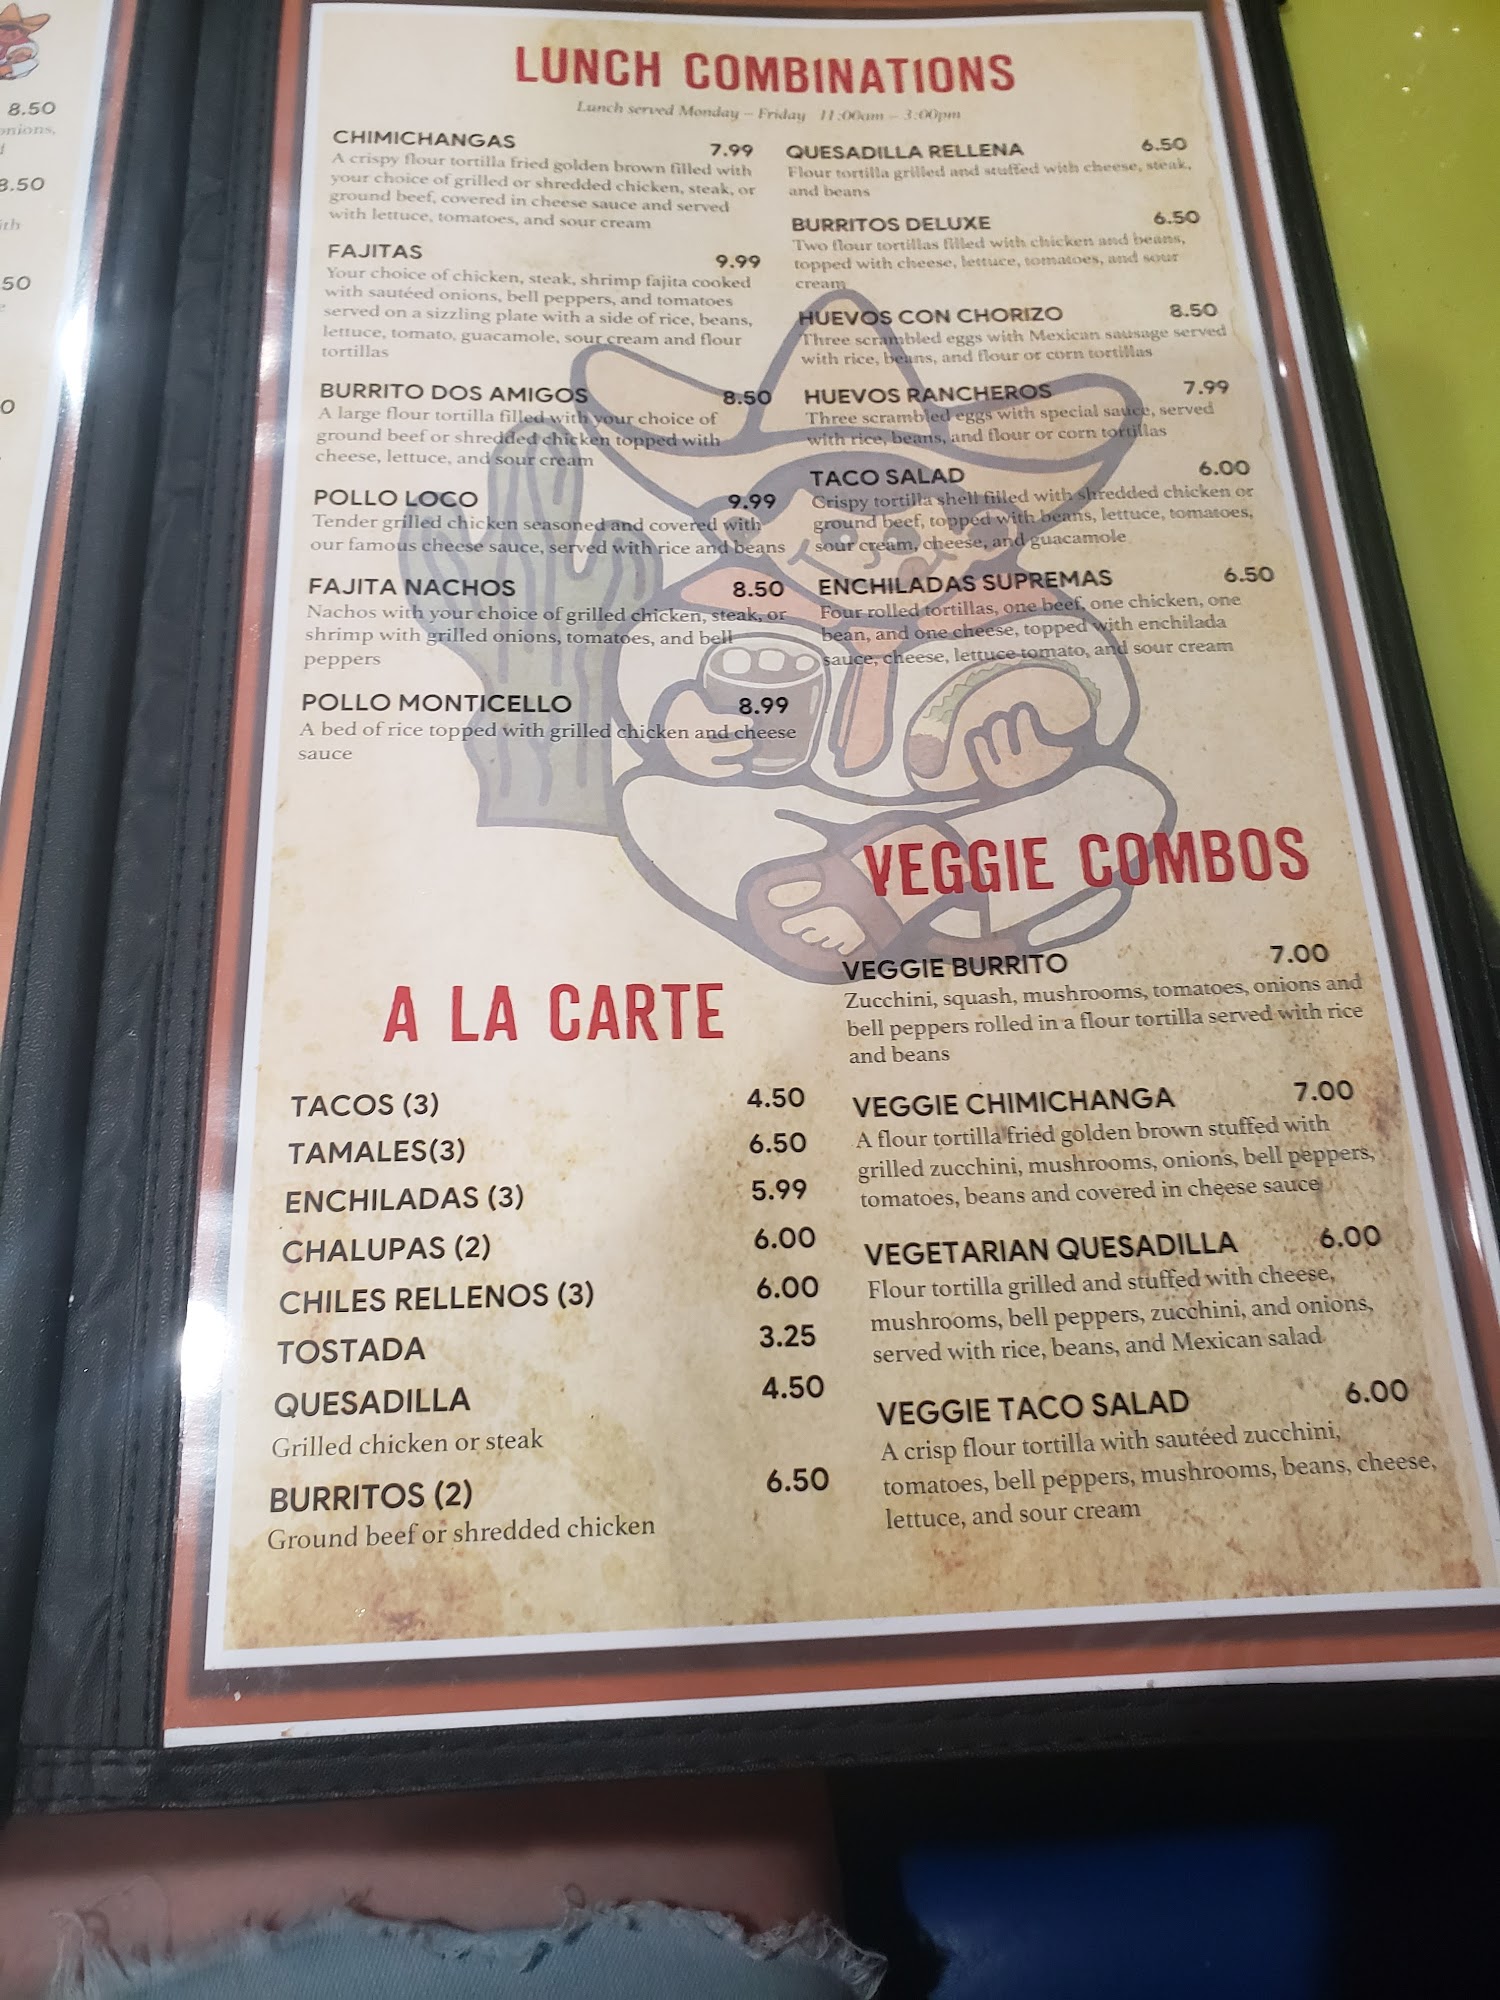 8.50
onions,
8.50
ith
50
LUNCH COMBINATIONS
Lunch served Monday – Friday 11:00am – 3:00pm
CHIMICHANGAS 7.99
A crispy flour tortilla fried golden brown filled with
your choice of grilled or shredded chicken, steak, or
ground beef, covered in cheese sauce and served
with lettuce, tomatoes, and sour cream
FAJITAS 9.99
Your choice of chicken, steak, shrimp fajita cooked
with sautéed onions, bell peppers, and tomatoes
served on a sizzling plate with a side of rice, beans,
lettuce, tomato, guacamole, sour cream and flour
tortillas
BURRITO DOS AMIGOS 8.50
A large flour tortilla filled with your choice of
ground beef or shredded chicken topped with
cheese, lettuce, and sour cream
POLLO LOCO 9.99
Tender grilled chicken seasoned and covered with
our famous cheese sauce, served with rice and beans
FAJITA NACHOS 8.50
Nachos with your choice of grilled chicken, steak, or
shrimp with grilled onions, tomatoes, and bell
peppers
POLLO MONTICELLO 8.99
A bed of rice topped with grilled chicken and cheese
sauce
QUESADILLA RELLENA 6.50
Flour tortilla grilled and stuffed with cheese, steak,
and beans
BURRITOS DELUXE 6.50
Two flour tortillas filled with chicken and beans,
topped with cheese, lettuce, tomatoes, and sour
cream
HUEVOS CON CHORIZO 8.50
Three scrambled eggs with Mexican sausage served
with rice, beans, and flour or corn tortillas
HUEVOS RANCHEROS 7.99
Three scrambled eggs with special sauce, served
with rice, beans, and flour or corn tortillas
TACO SALAD 6.00
Crispy tortilla shell filled with shredded chicken or
ground beef, topped with beans, lettuce, tomatoes,
sour cream, cheese, and guacamole
ENCHILADAS SUPREMAS 6.50
Four rolled tortillas, one beef, one chicken, one
bean, and one cheese, topped with enchilada
sauce, cheese, lettuce tomato, and sour cream
A LA CARTE
TACOS (3) 4.50
TAMALES(3) 6.50
ENCHILADAS (3) 5.99
CHALUPAS (2) 6.00
CHILES RELLENOS (3) 6.00
TOSTADA 3.25
QUESADILLA 4.50
Grilled chicken or steak
BURRITOS (2) 6.50
Ground beef or shredded chicken
VEGGIE COMBOS
VEGGIE BURRITO 7.00
Zucchini, squash, mushrooms, tomatoes, onions and
bell peppers rolled in a flour tortilla served with rice
and beans
VEGGIE CHIMICHANGA 7.00
A flour tortilla fried golden brown stuffed with
grilled zucchini, mushrooms, onions, bell peppers,
tomatoes, beans and covered in cheese sauce
VEGETARIAN QUESADILLA 6.00
Flour tortilla grilled and stuffed with cheese,
mushrooms, bell peppers, zucchini, and onions,
served with rice, beans, and Mexican salad
VEGGIE TACO SALAD 6.00
A crisp flour tortilla with sautéed zucchini,
tomatoes, bell peppers, mushrooms, beans, cheese,
lettuce, and sour cream